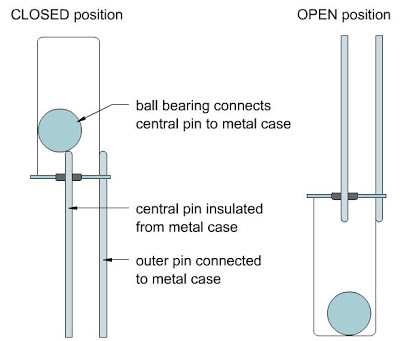 CLOSED position
OPEN position
ball bearing connects
central pin to metal case
central pin insulated
from metal case
outer pin connected
to metal case